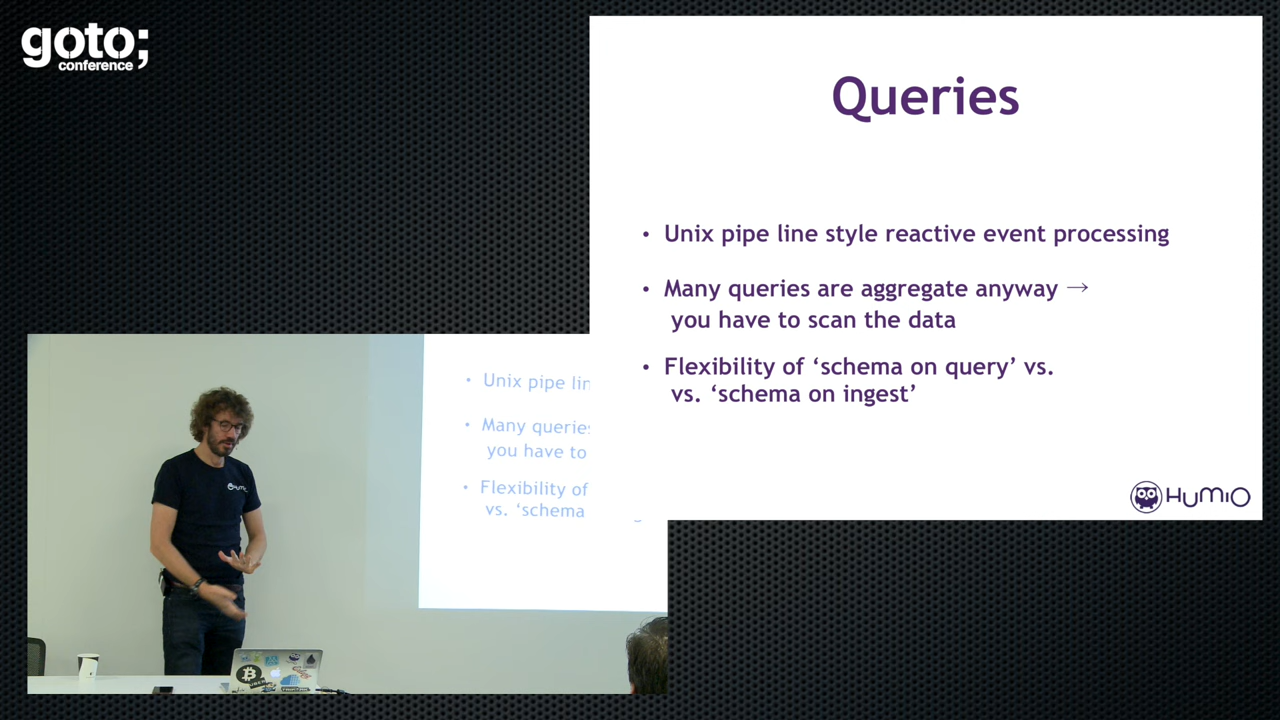 goto;
conference
Queries
• Unix pipe line style reactive event processing
• Many queries are aggregate anyway →
you have to scan the data
• Flexibility of ‘schema on query’ vs.
vs. ‘schema on ingest’
HUMIO
• Unix pipe lin
• Many queries
you have to
• Flexibility of
vs. ‘schema
HUMIO